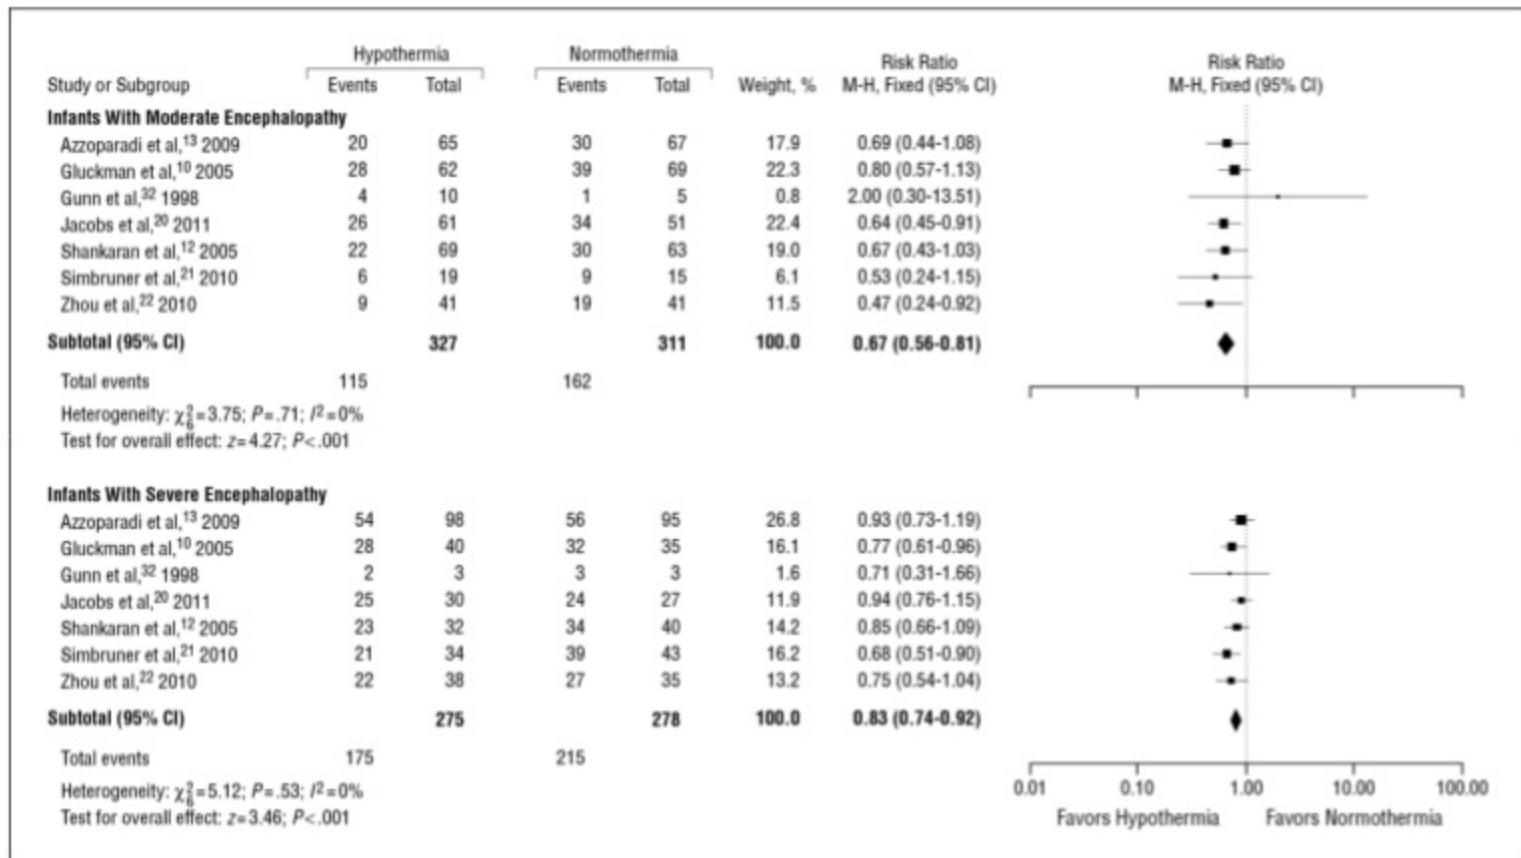 Hypothermia Normothermia Risk Ratio Risk Ratio
Study or Subgroup Events Total Events Total Weight, % M-H, Fixed (95% CI) M-H, Fixed (95% CI)
Infants With Moderate Encephalopathy
Azzoparadi et al,13 2009 20 65 30 67 17.9 0.69 (0.44-1.08)
Gluckman et al,10 2005 28 62 39 69 22.3 0.80 (0.57-1.13)
Gunn et al,32 1998 4 10 1 5 0.8 2.00 (0.30-13.51)
Jacobs et al,20 2011 26 61 34 51 22.4 0.64 (0.45-0.91)
Shankaran et al,12 2005 22 69 30 63 19.0 0.67 (0.43-1.03)
Simbruner et al,21 2010 6 19 9 15 6.1 0.53 (0.24-1.15)
Zhou et al,22 2010 9 41 19 41 11.5 0.47 (0.24-0.92)
Subtotal (95% CI) 327 311 100.0 0.67 (0.56-0.81)
Total events 115 162
Heterogeneity: χ²₆=3.75; P=.71; I²=0%
Test for overall effect: z=4.27; P<.001
Infants With Severe Encephalopathy
Azzoparadi et al,13 2009 54 98 56 95 26.8 0.93 (0.73-1.19)
Gluckman et al,10 2005 28 40 32 35 16.1 0.77 (0.61-0.96)
Gunn et al,32 1998 2 3 3 3 1.6 0.71 (0.31-1.66)
Jacobs et al,20 2011 25 30 24 27 11.9 0.94 (0.76-1.15)
Shankaran et al,12 2005 23 32 34 40 14.2 0.85 (0.66-1.09)
Simbruner et al,21 2010 21 34 39 43 16.2 0.68 (0.51-0.90)
Zhou et al,22 2010 22 38 27 35 13.2 0.75 (0.54-1.04)
Subtotal (95% CI) 275 278 100.0 0.83 (0.74-0.92)
Total events 175 215
Heterogeneity: χ²₆=5.12; P=.53; I²=0%
Test for overall effect: z=3.46; P<.001
0.01 0.10 1.00 10.00 100.00
Favors Hypothermia Favors Normothermia